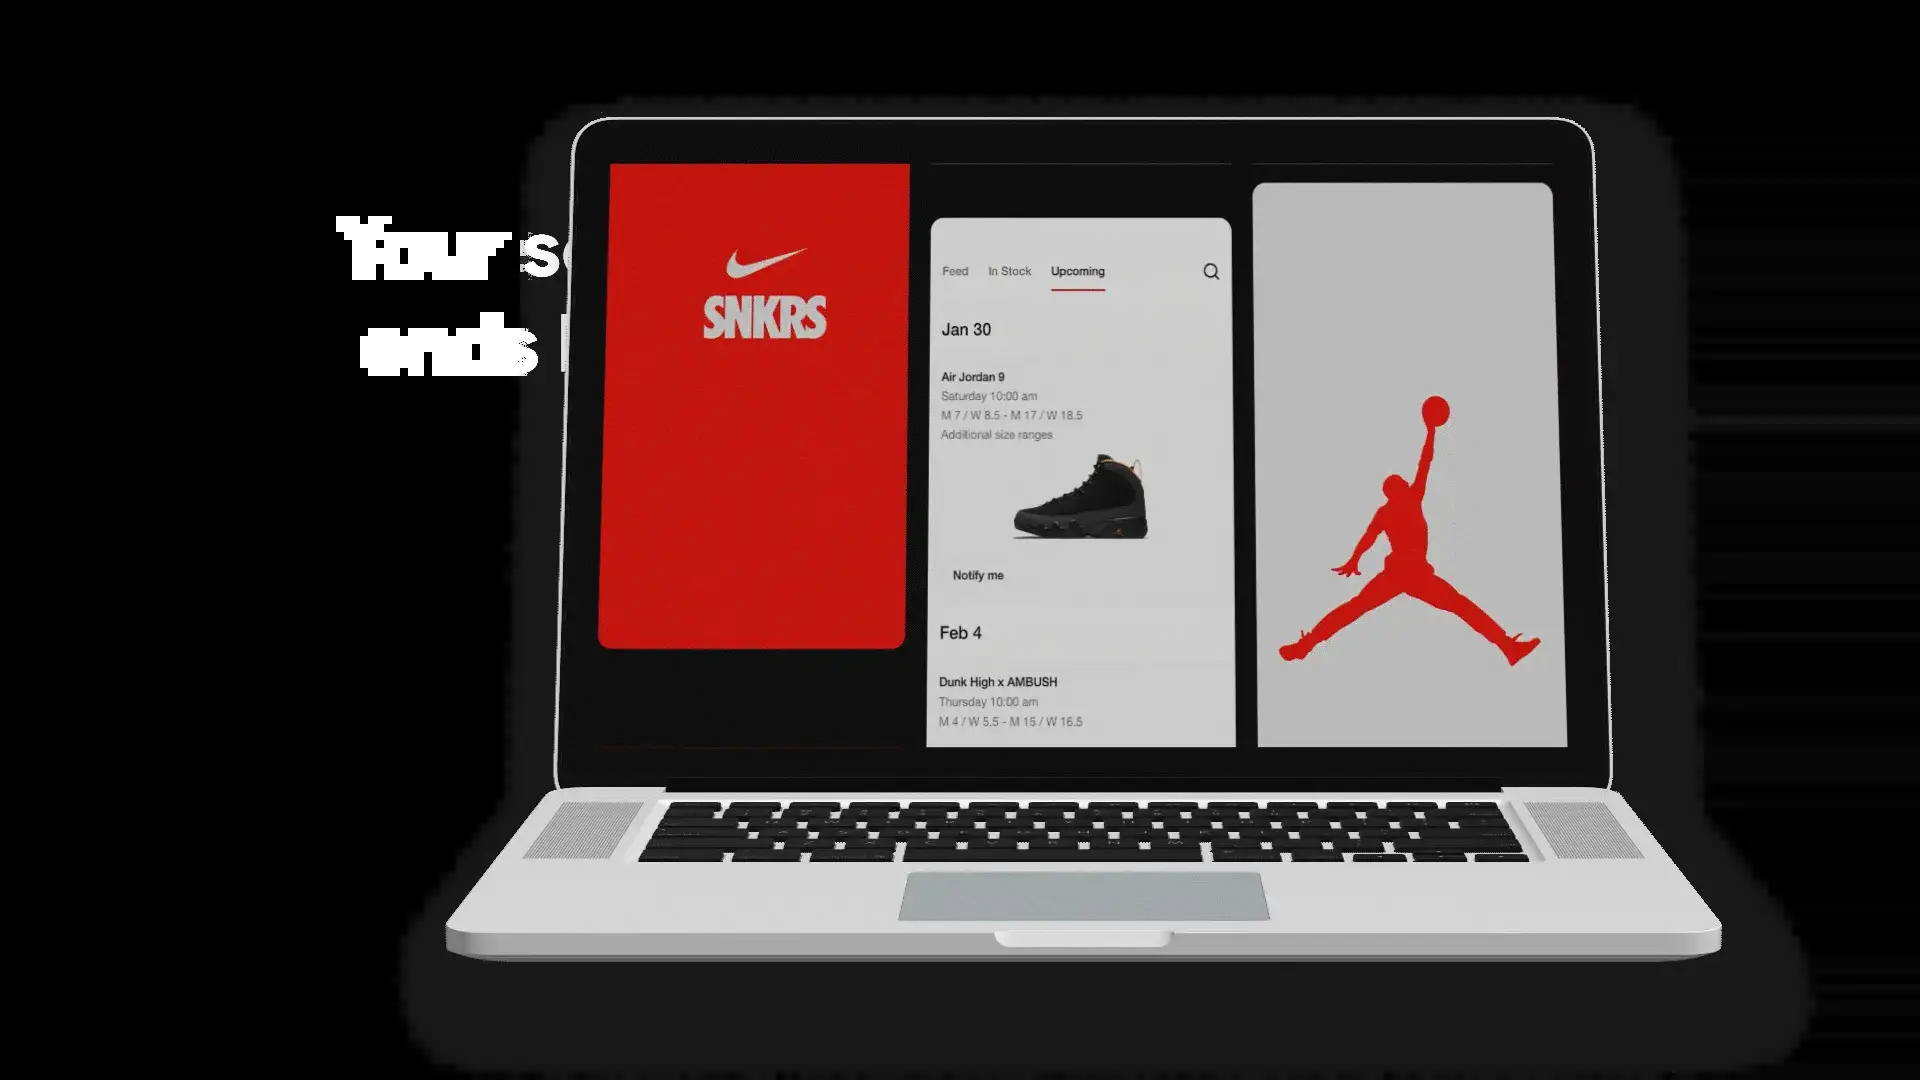 Your
ends
SNKRS
Feed In Stock Upcoming
Jan 30
Air Jordan 9
Saturday 10:00 am
M 7 / W 8.5 - M 17 / W 18.5
Additional size ranges
Notify me
Feb 4
Dunk High x AMBUSH
Thursday 10:00 am
M 4 / W 5.5 - M 15 / W 16.5